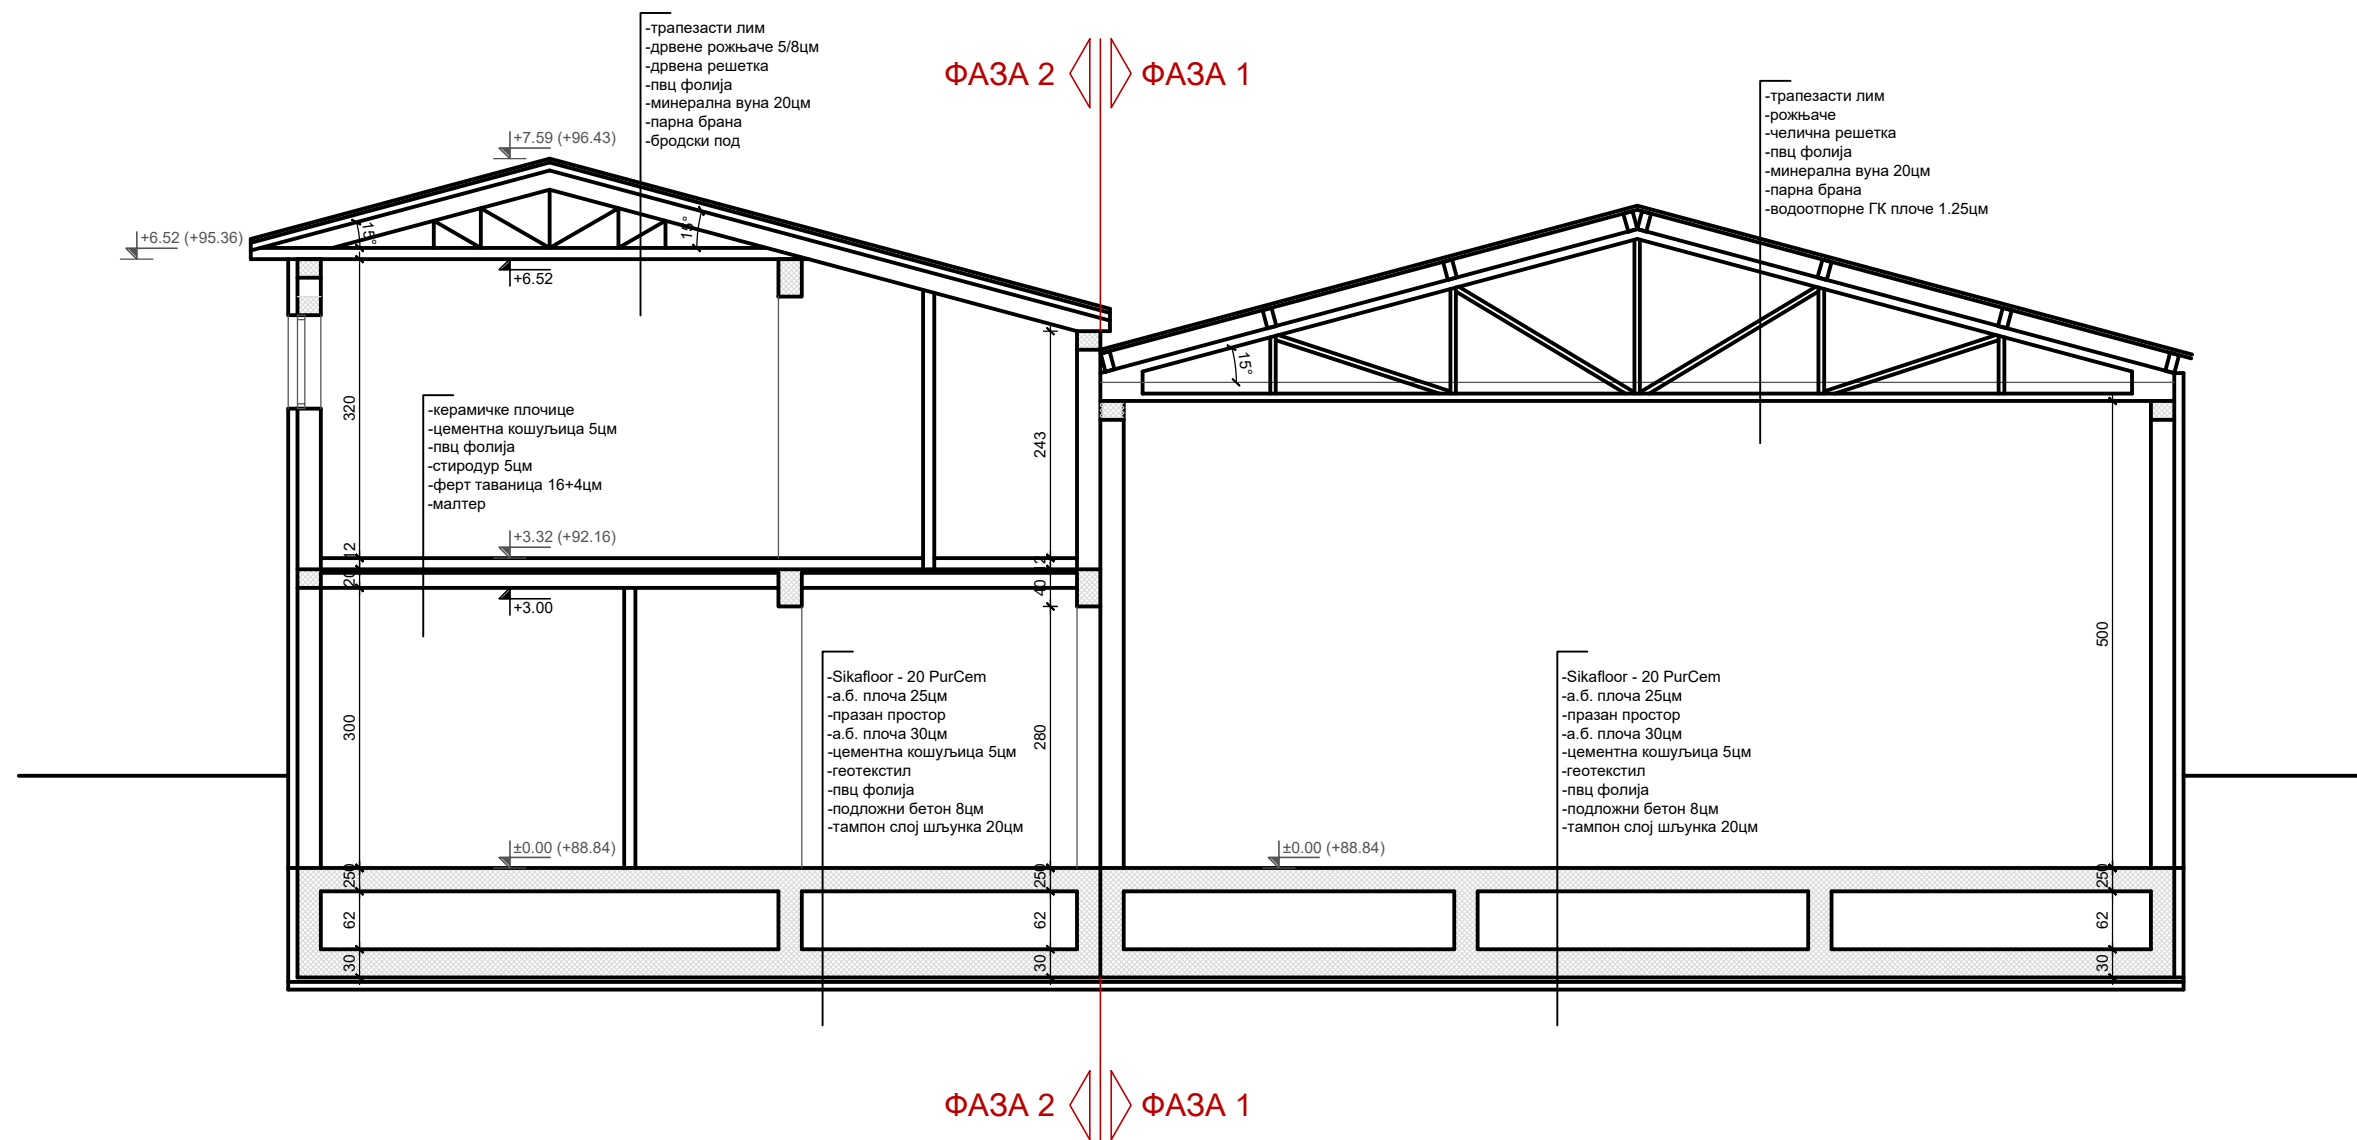 -трапезасти лим
-дрвене рожњаче 5/8цм
-дрвена решетка
-пвц фолија
-минерална вуна 20цм
-парна брана
-бродски под
ФАЗА 2
ФАЗА 1
-трапезасти лим
-рожњаче
-челична решетка
-пвц фолија
-минерална вуна 20цм
-парна брана
-водоотпорне ГК плоче 1.25цм
+7.59 (+96.43)
+6.52 (+95.36)
15°
15°
+6.52
15°
320
243
-керамичке плочице
-цементна кошуљица 5цм
-пвц фолија
-стиродур 5цм
-ферт таваница 16+4цм
-малтер
+3.32 (+92.16)
12
12
20
40
+3.00
500
-Sikafloor - 20 PurCem
-а.б. плоча 25цм
-празан простор
-а.б. плоча 30цм
-цементна кошуљица 5цм
-геотекстил
-пвц фолија
-подложни бетон 8цм
-тампон слој шљунка 20цм
-Sikafloor - 20 PurCem
-а.б. плоча 25цм
-празан простор
-а.б. плоча 30цм
-цементна кошуљица 5цм
-геотекстил
-пвц фолија
-подложни бетон 8цм
-тампон слој шљунка 20цм
300
280
±0.00 (+88.84)
±0.00 (+88.84)
250
250
250
62
62
62
30
30
30
ФАЗА 2
ФАЗА 1